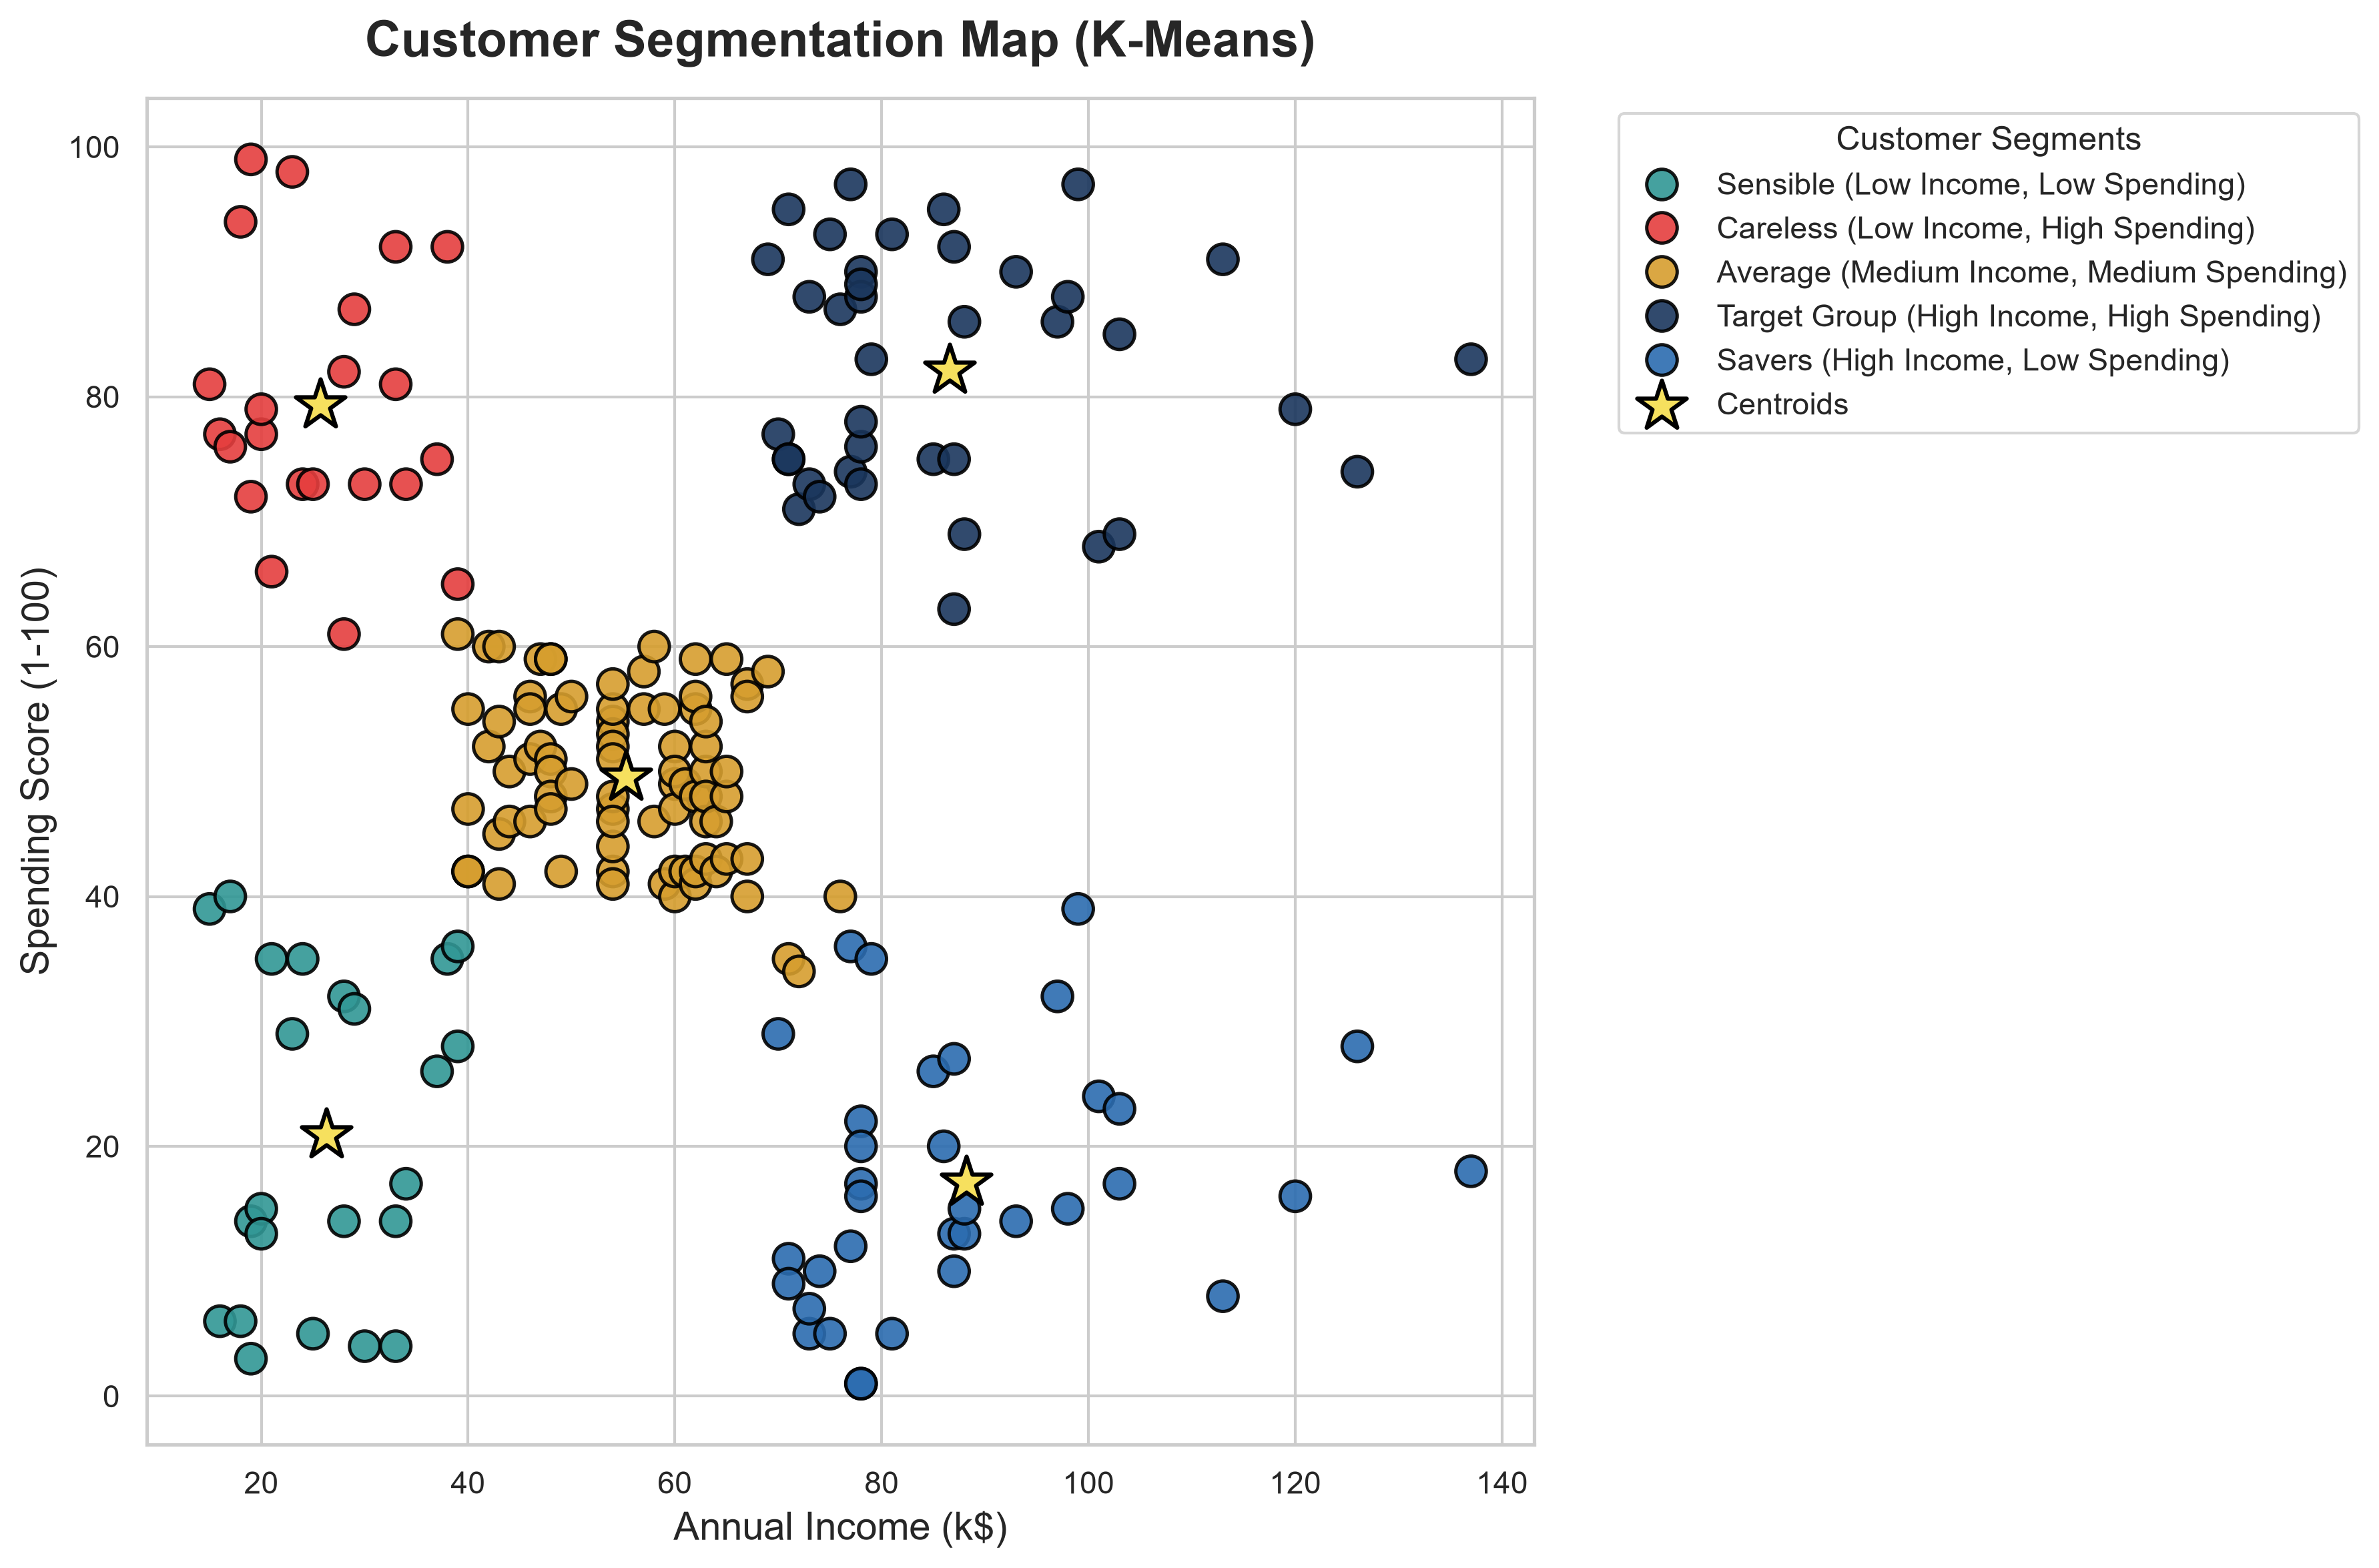 Customer Segmentation Map (K-Means)
100
80
60
40
20
0
Spending Score (1-100)
20
40
60
80
100
120
140
Annual Income (k$)
Customer Segments
Sensible (Low Income, Low Spending)
Careless (Low Income, High Spending)
Average (Medium Income, Medium Spending)
Target Group (High Income, High Spending)
Savers (High Income, Low Spending)
Centroids